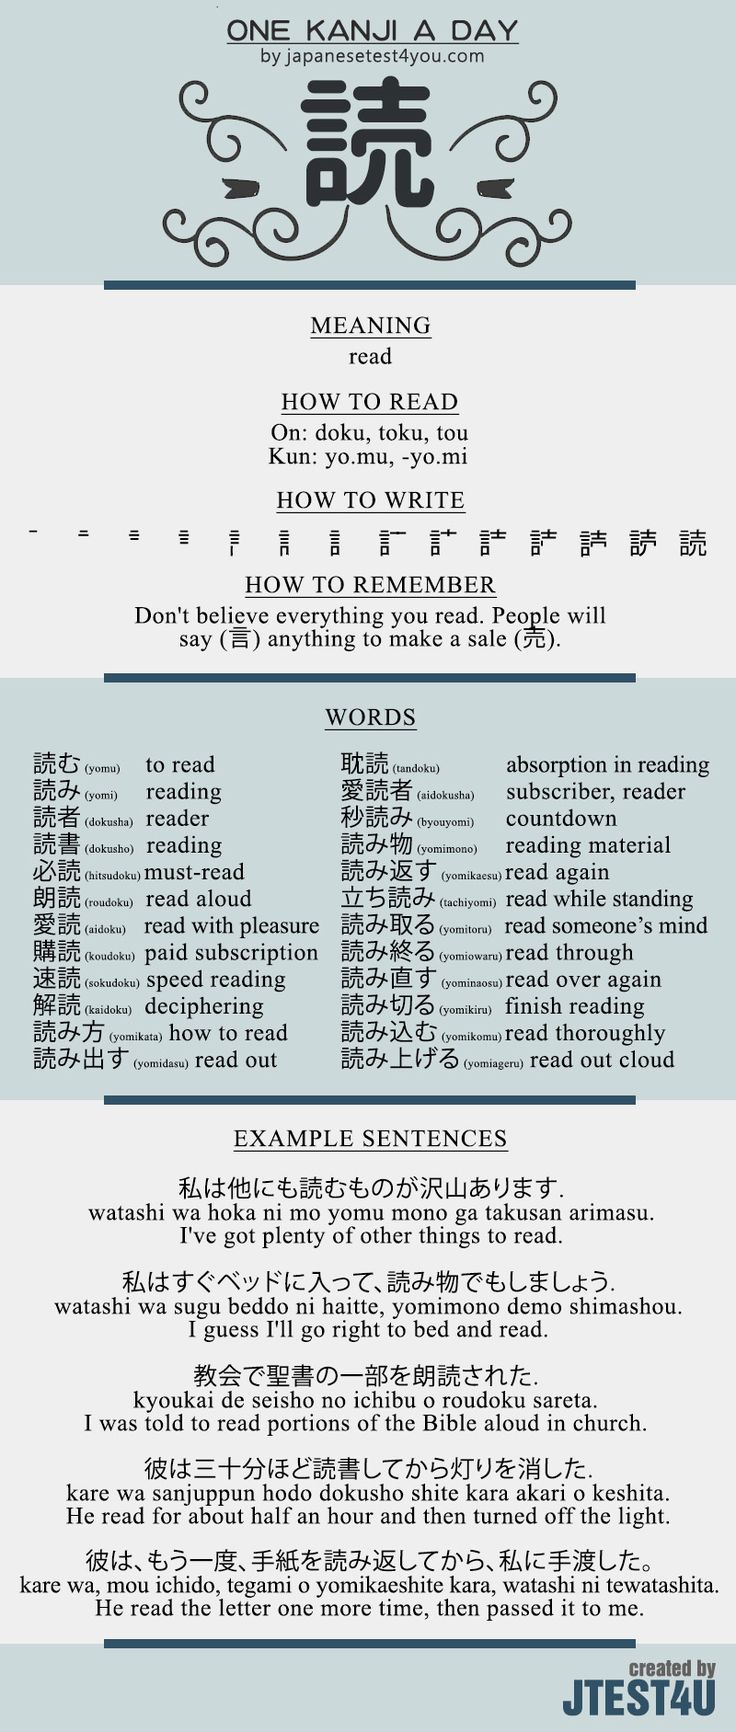 ONE KANJI A DAY
by japanesetest4you.com
読
MEANING
read
HOW TO READ
On: doku, toku, tou
Kun: yo.mu, -yo.mi
HOW TO WRITE
読
HOW TO REMEMBER
Don't believe everything you read. People will
say (言) anything to make a sale (売).
WORDS
読む (yomu) to read
読み (yomi) reading
読者 (dokusha) reader
読書 (dokusho) reading
必読 (hitsudoku) must-read
朗読 (roudoku) read aloud
愛読 (aidoku) read with pleasure
購読 (koudoku) paid subscription
速読 (sokudoku) speed reading
解読 (kaidoku) deciphering
読み方 (yomikata) how to read
読み出す (yomidasu) read out
耽読 (tandoku) absorption in reading
愛読者 (aidokusha) subscriber, reader
秒読み (byouyomi) countdown
読み物 (yomimono) reading material
読み返す (yomikaesu) read again
立ち読み (tachiyomi) read while standing
読み取る (yomitoru) read someone's mind
読み終る (yomiowaru) read through
読み直す (yominaosu) read over again
読み切る (yomikiru) finish reading
読み込む (yomikomu) read thoroughly
読み上げる (yomiageru) read out cloud
EXAMPLE SENTENCES
私は他にも読むものが沢山あります.
watashi wa hoka ni mo yomu mono ga takusan arimasu.
I've got plenty of other things to read.
私はすぐベッドに入って、読み物でもしましょう.
watashi wa sugu beddo ni haitte, yomimono demo shimashou.
I guess I'll go right to bed and read.
教会で聖書の一部を朗読された.
kyoukai de seisho no ichibu o roudoku sareta.
I was told to read portions of the Bible aloud in church.
彼は三十分ほど読書してから灯りを消した.
kare wa sanjuppun hodo dokusho shite kara akari o keshita.
He read for about half an hour and then turned off the light.
彼は、もう一度、手紙を読み返してから、私に手渡した。
kare wa, mou ichido, tegami o yomikaeshite kara, watashi ni tewatashita.
He read the letter one more time, then passed it to me.
created by
JTEST4U